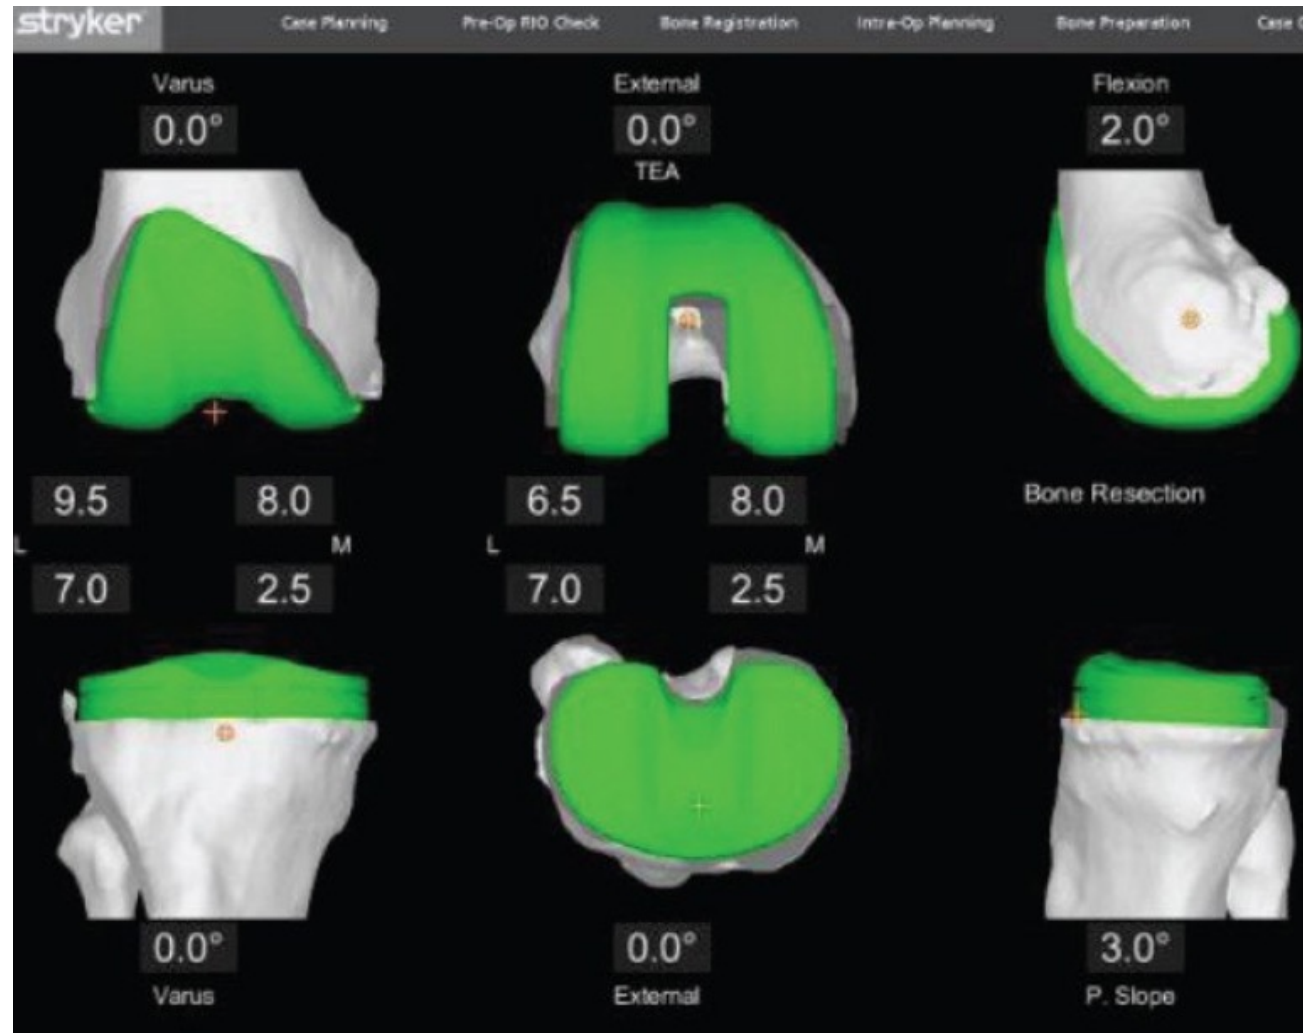 stryker Case Planning Pre-Op RIO Check Bone Registration Intra-Op Planning Bone Preparation Case
Varus External Flexion
0.0° 0.0° 2.0°
TEA
9.5 8.0 6.5 8.0 Bone Resection
L M L M
7.0 2.5 7.0 2.5
0.0° 0.0° 3.0°
Varus External P. Slope